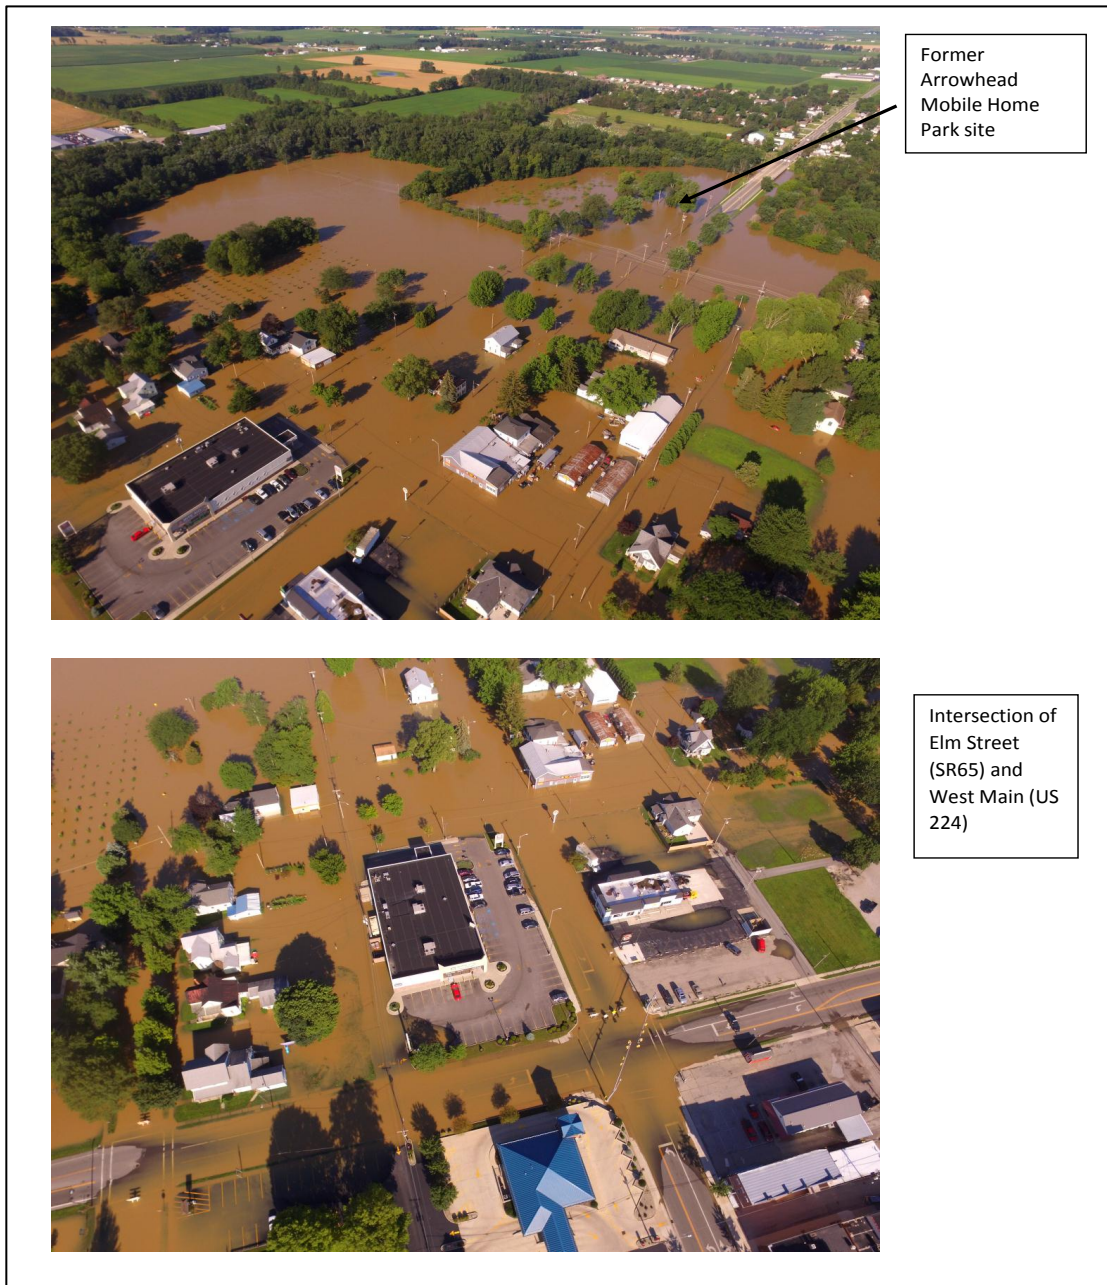 Former
Arrowhead
Mobile Home
Park site
Intersection of
Elm Street
(SR65) and
West Main (US
224)